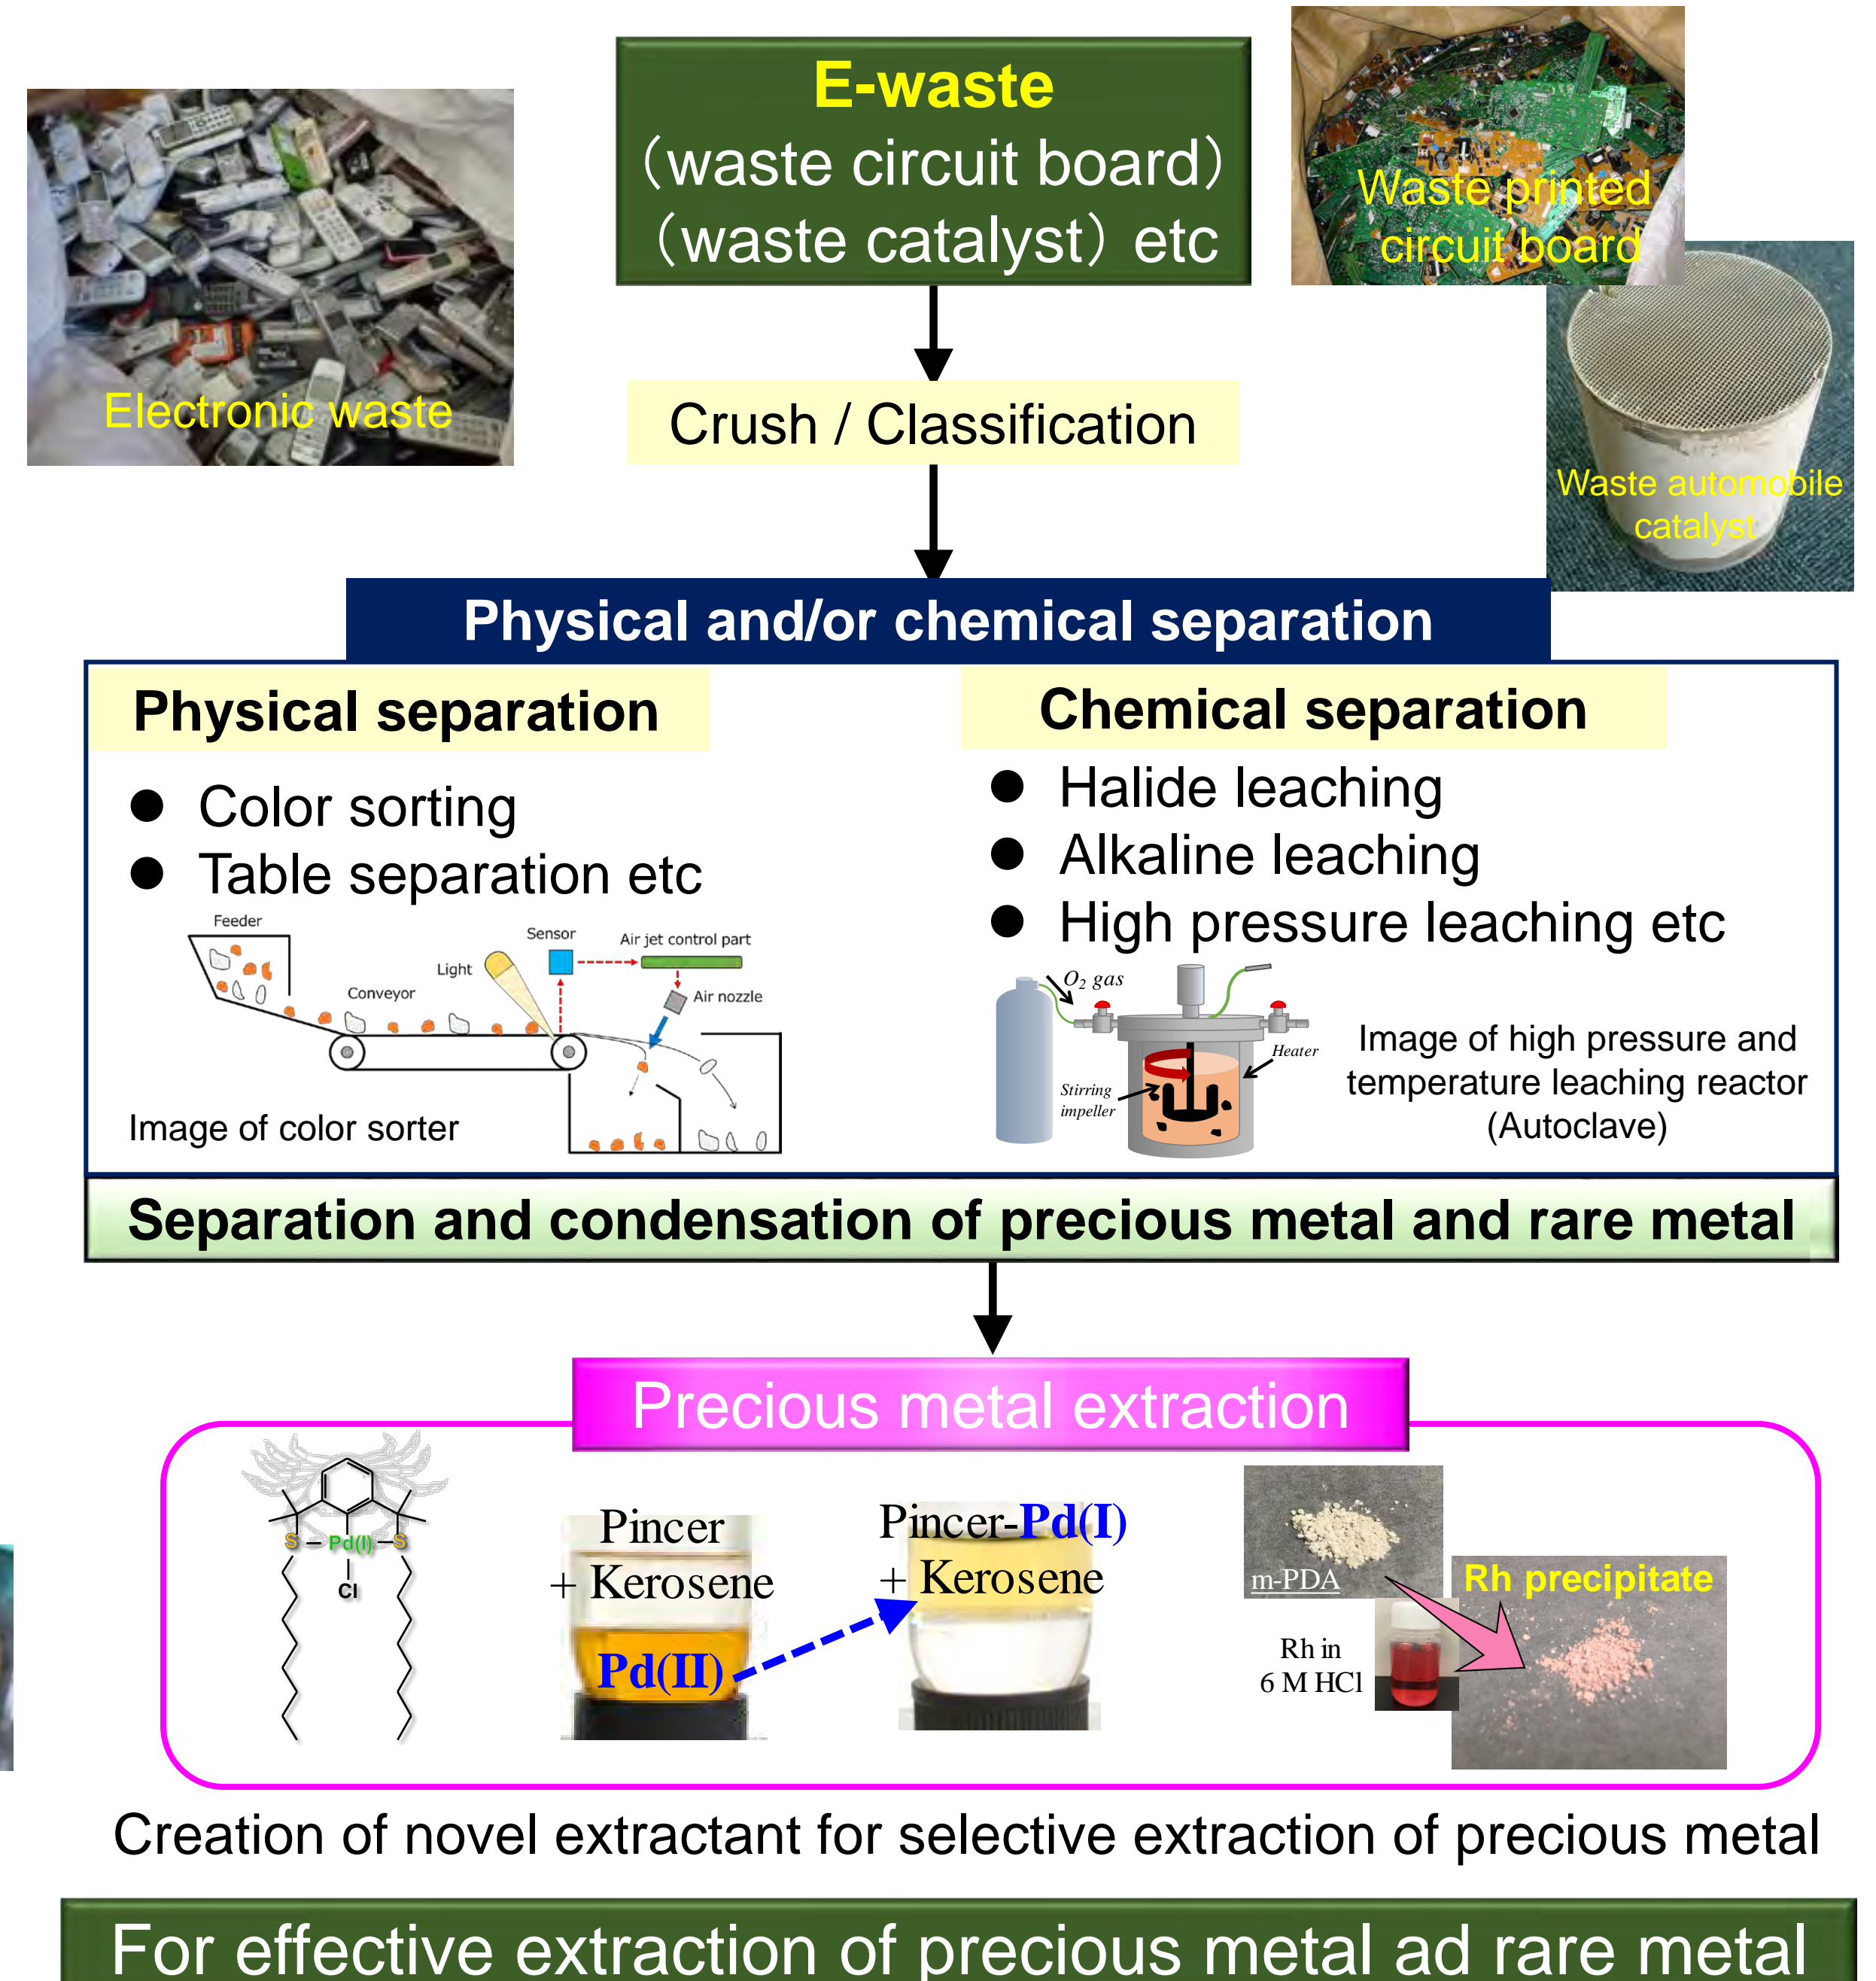 E-waste
（waste circuit board）
（waste catalyst）etc
Electronic waste
Waste printed
circuit board
Waste automobile
catalyst
Crush / Classification
Physical and/or chemical separation
Physical separation
● Color sorting
● Table separation etc
Feeder
Conveyor
Light
Sensor
Air jet control part
Air nozzle
Image of color sorter
Chemical separation
● Halide leaching
● Alkaline leaching
● High pressure leaching etc
O2 gas
Heater
Stirring
impeller
Image of high pressure and
temperature leaching reactor
(Autoclave)
Separation and condensation of precious metal and rare metal
Precious metal extraction
S – Pd(I) – S
Cl
Pincer
+ Kerosene
Pd(II)
Pincer-Pd(I)
+ Kerosene
m-PDA
Rh in
6 M HCl
Rh precipitate
Creation of novel extractant for selective extraction of precious metal
For effective extraction of precious metal ad rare metal